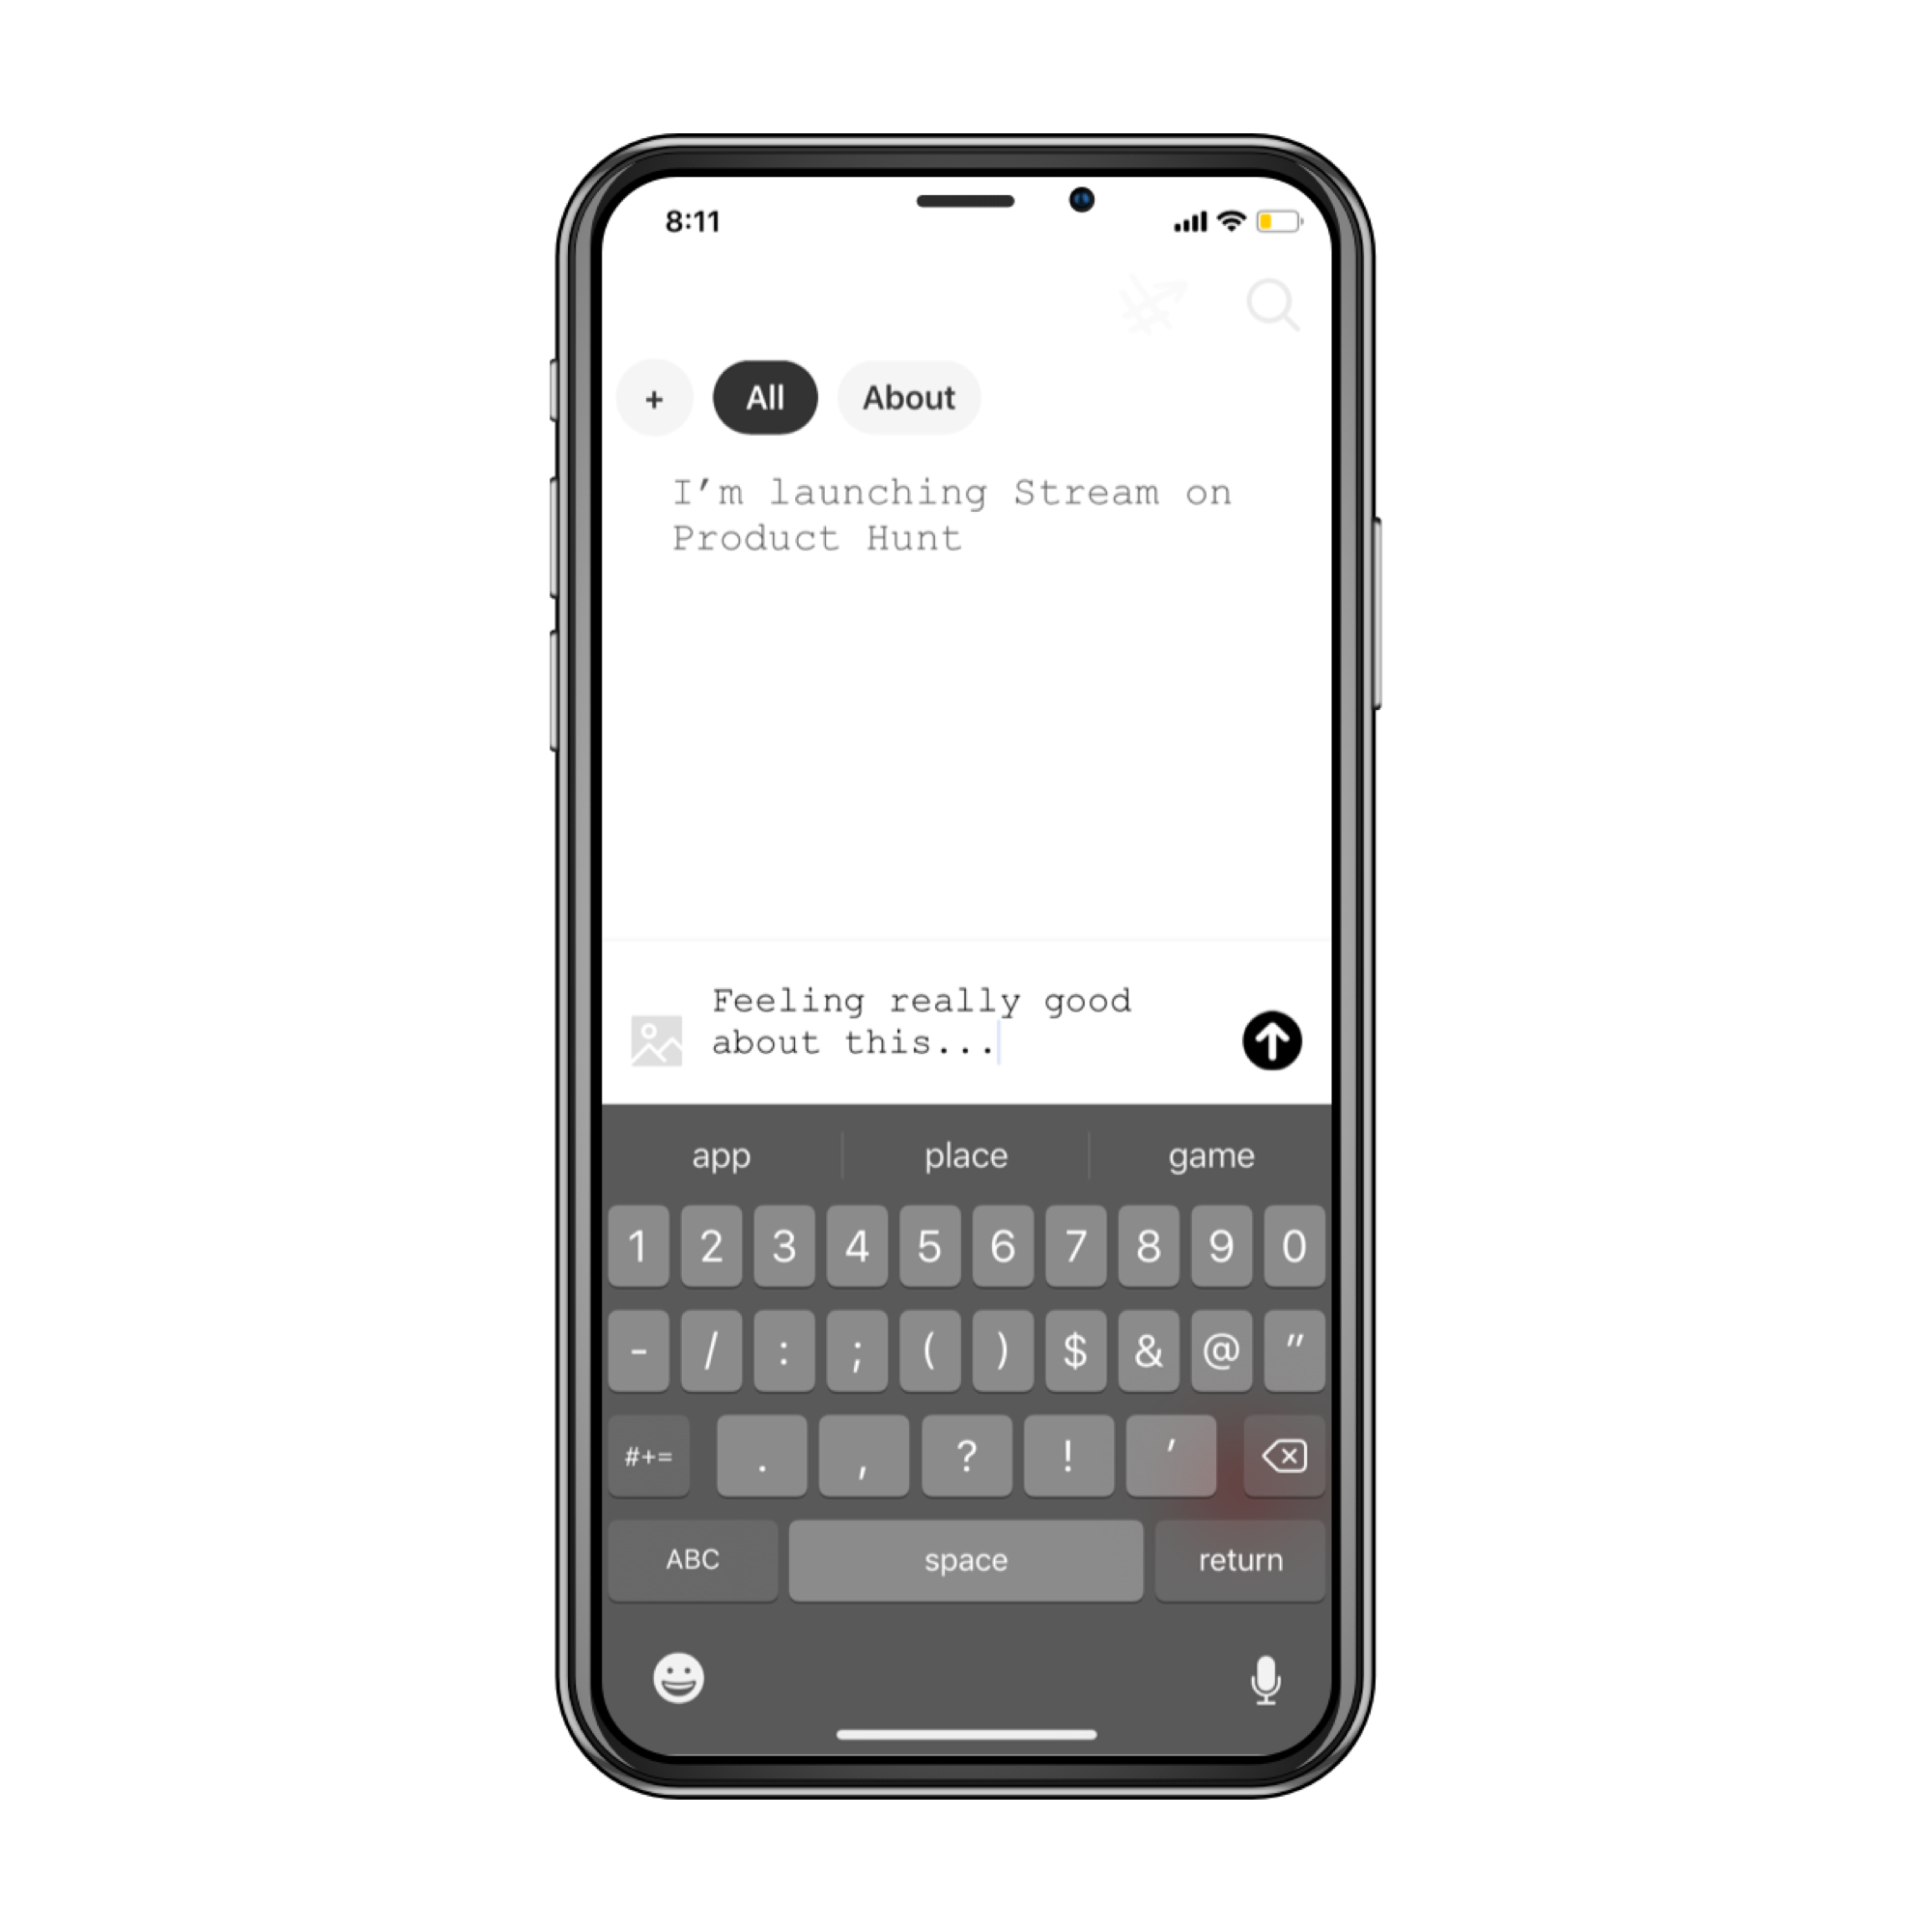 8:11
+ All About
I’m launching Stream on
Product Hunt
Feeling really good
about this...
app place game
1 2 3 4 5 6 7 8 9 0
- / : ; ( ) $ & @ "
#+= . , ? ! '
ABC space return